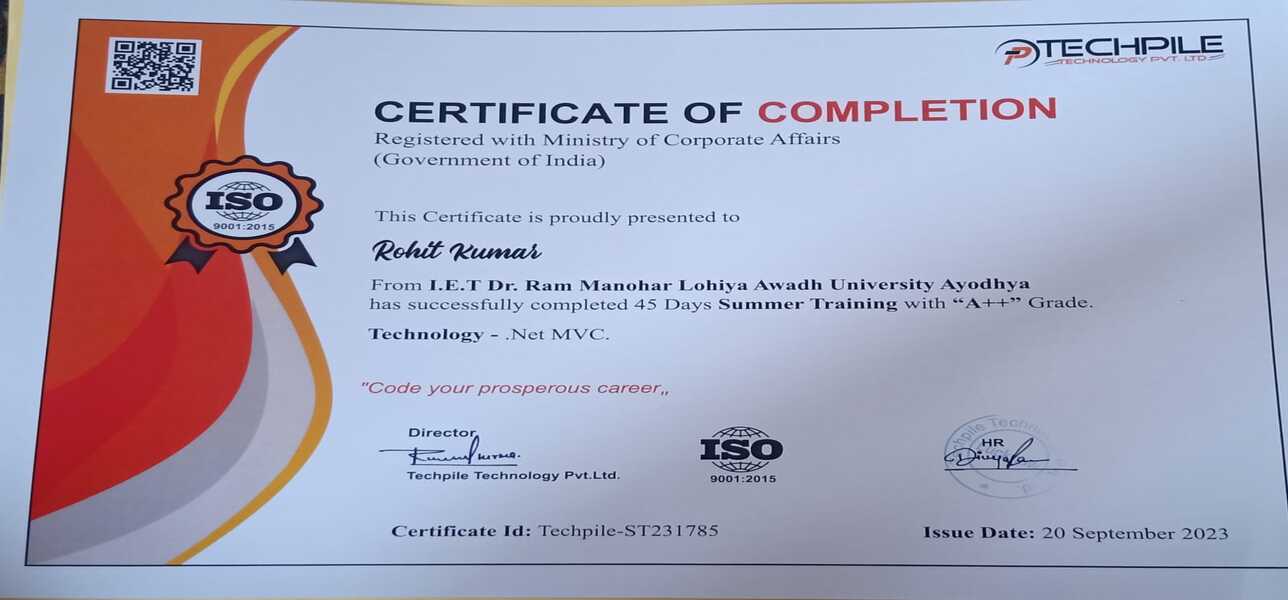 TECHPILE
TECHNOLOGY PVT. LTD
CERTIFICATE OF COMPLETION
Registered with Ministry of Corporate Affairs
(Government of India)
ISO
9001:2015
This Certificate is proudly presented to
Rohit Kumar
From I.E.T Dr. Ram Manohar Lohiya Awadh University Ayodhya
has successfully completed 45 Days Summer Training with “A++” Grade.
Technology - .Net MVC.
"Code your prosperous career„
Director
Techpile Technology Pvt.Ltd.
ISO
9001:2015
HR
Certificate Id: Techpile-ST231785
Issue Date: 20 September 2023